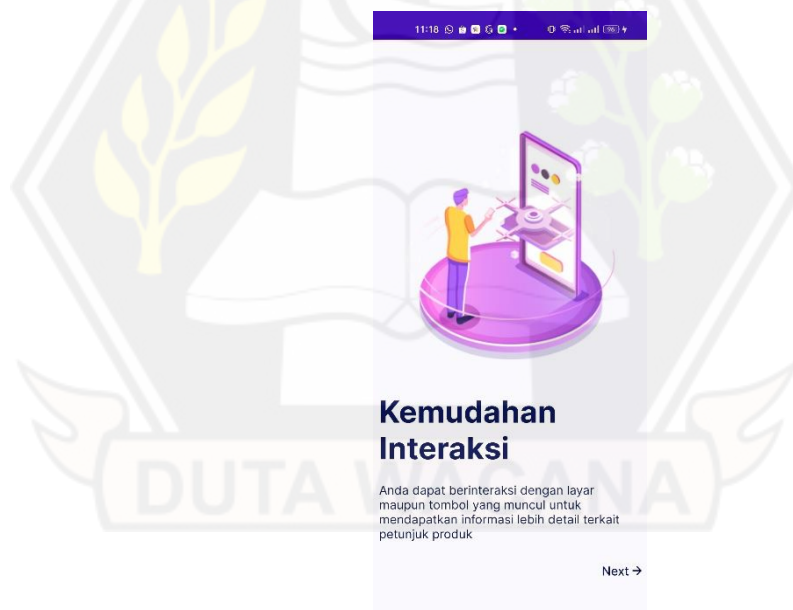 11:18
96
Kemudahan
Interaksi
DUTA WACANA
Anda dapat berinteraksi dengan layar
maupun tombol yang muncul untuk
mendapatkan informasi lebih detail terkait
petunjuk produk
Next →